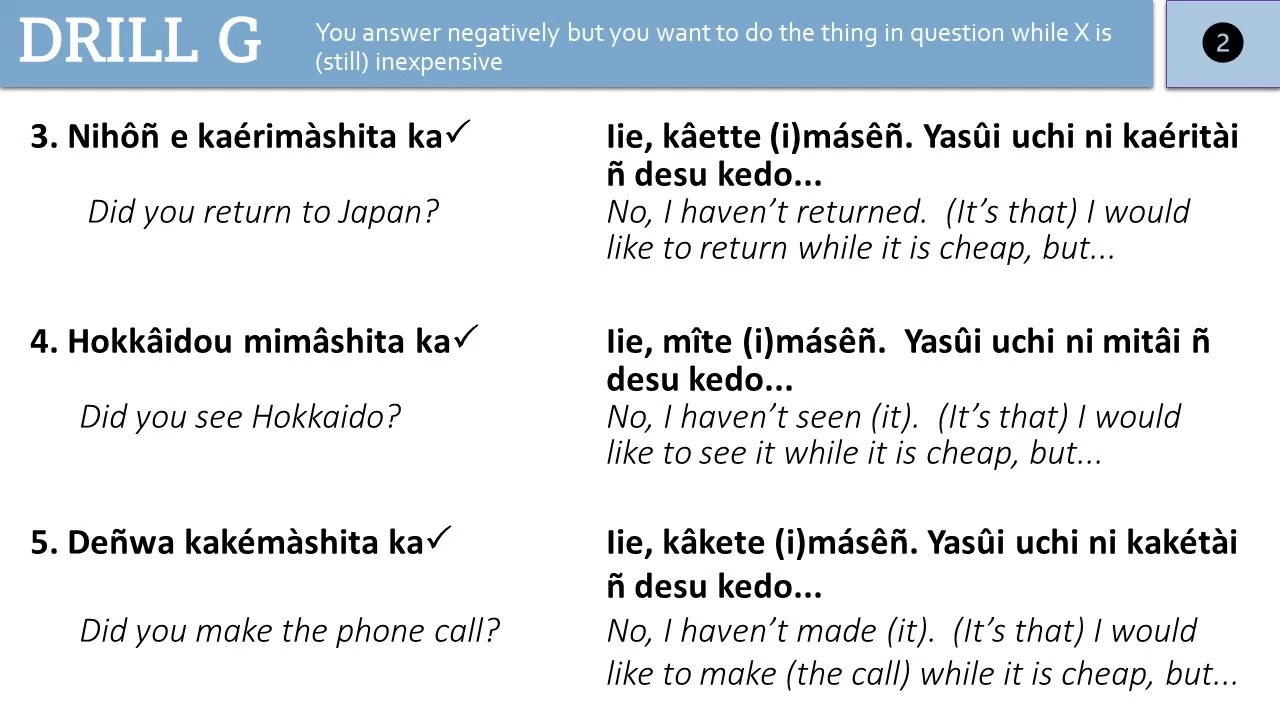 DRILL G
You answer negatively but you want to do the thing in question while X is
(still) inexpensive
2
3. Nihôñ e kaérimàshita ka✓
Iie, kâette (i)másêñ. Yasûi uchi ni kaéritài
ñ desu kedo...
Did you return to Japan?
No, I haven’t returned.  (It’s that) I would
like to return while it is cheap, but...
4. Hokkâidou mimâshita ka✓
Iie, mîte (i)másêñ.  Yasûi uchi ni mitâi ñ
desu kedo...
Did you see Hokkaido?
No, I haven’t seen (it).  (It’s that) I would
like to see it while it is cheap, but...
5. Deñwa kakémàshita ka✓
Iie, kâkete (i)másêñ. Yasûi uchi ni kakétài
ñ desu kedo...
Did you make the phone call?
No, I haven’t made (it).  (It’s that) I would
like to make (the call) while it is cheap, but...